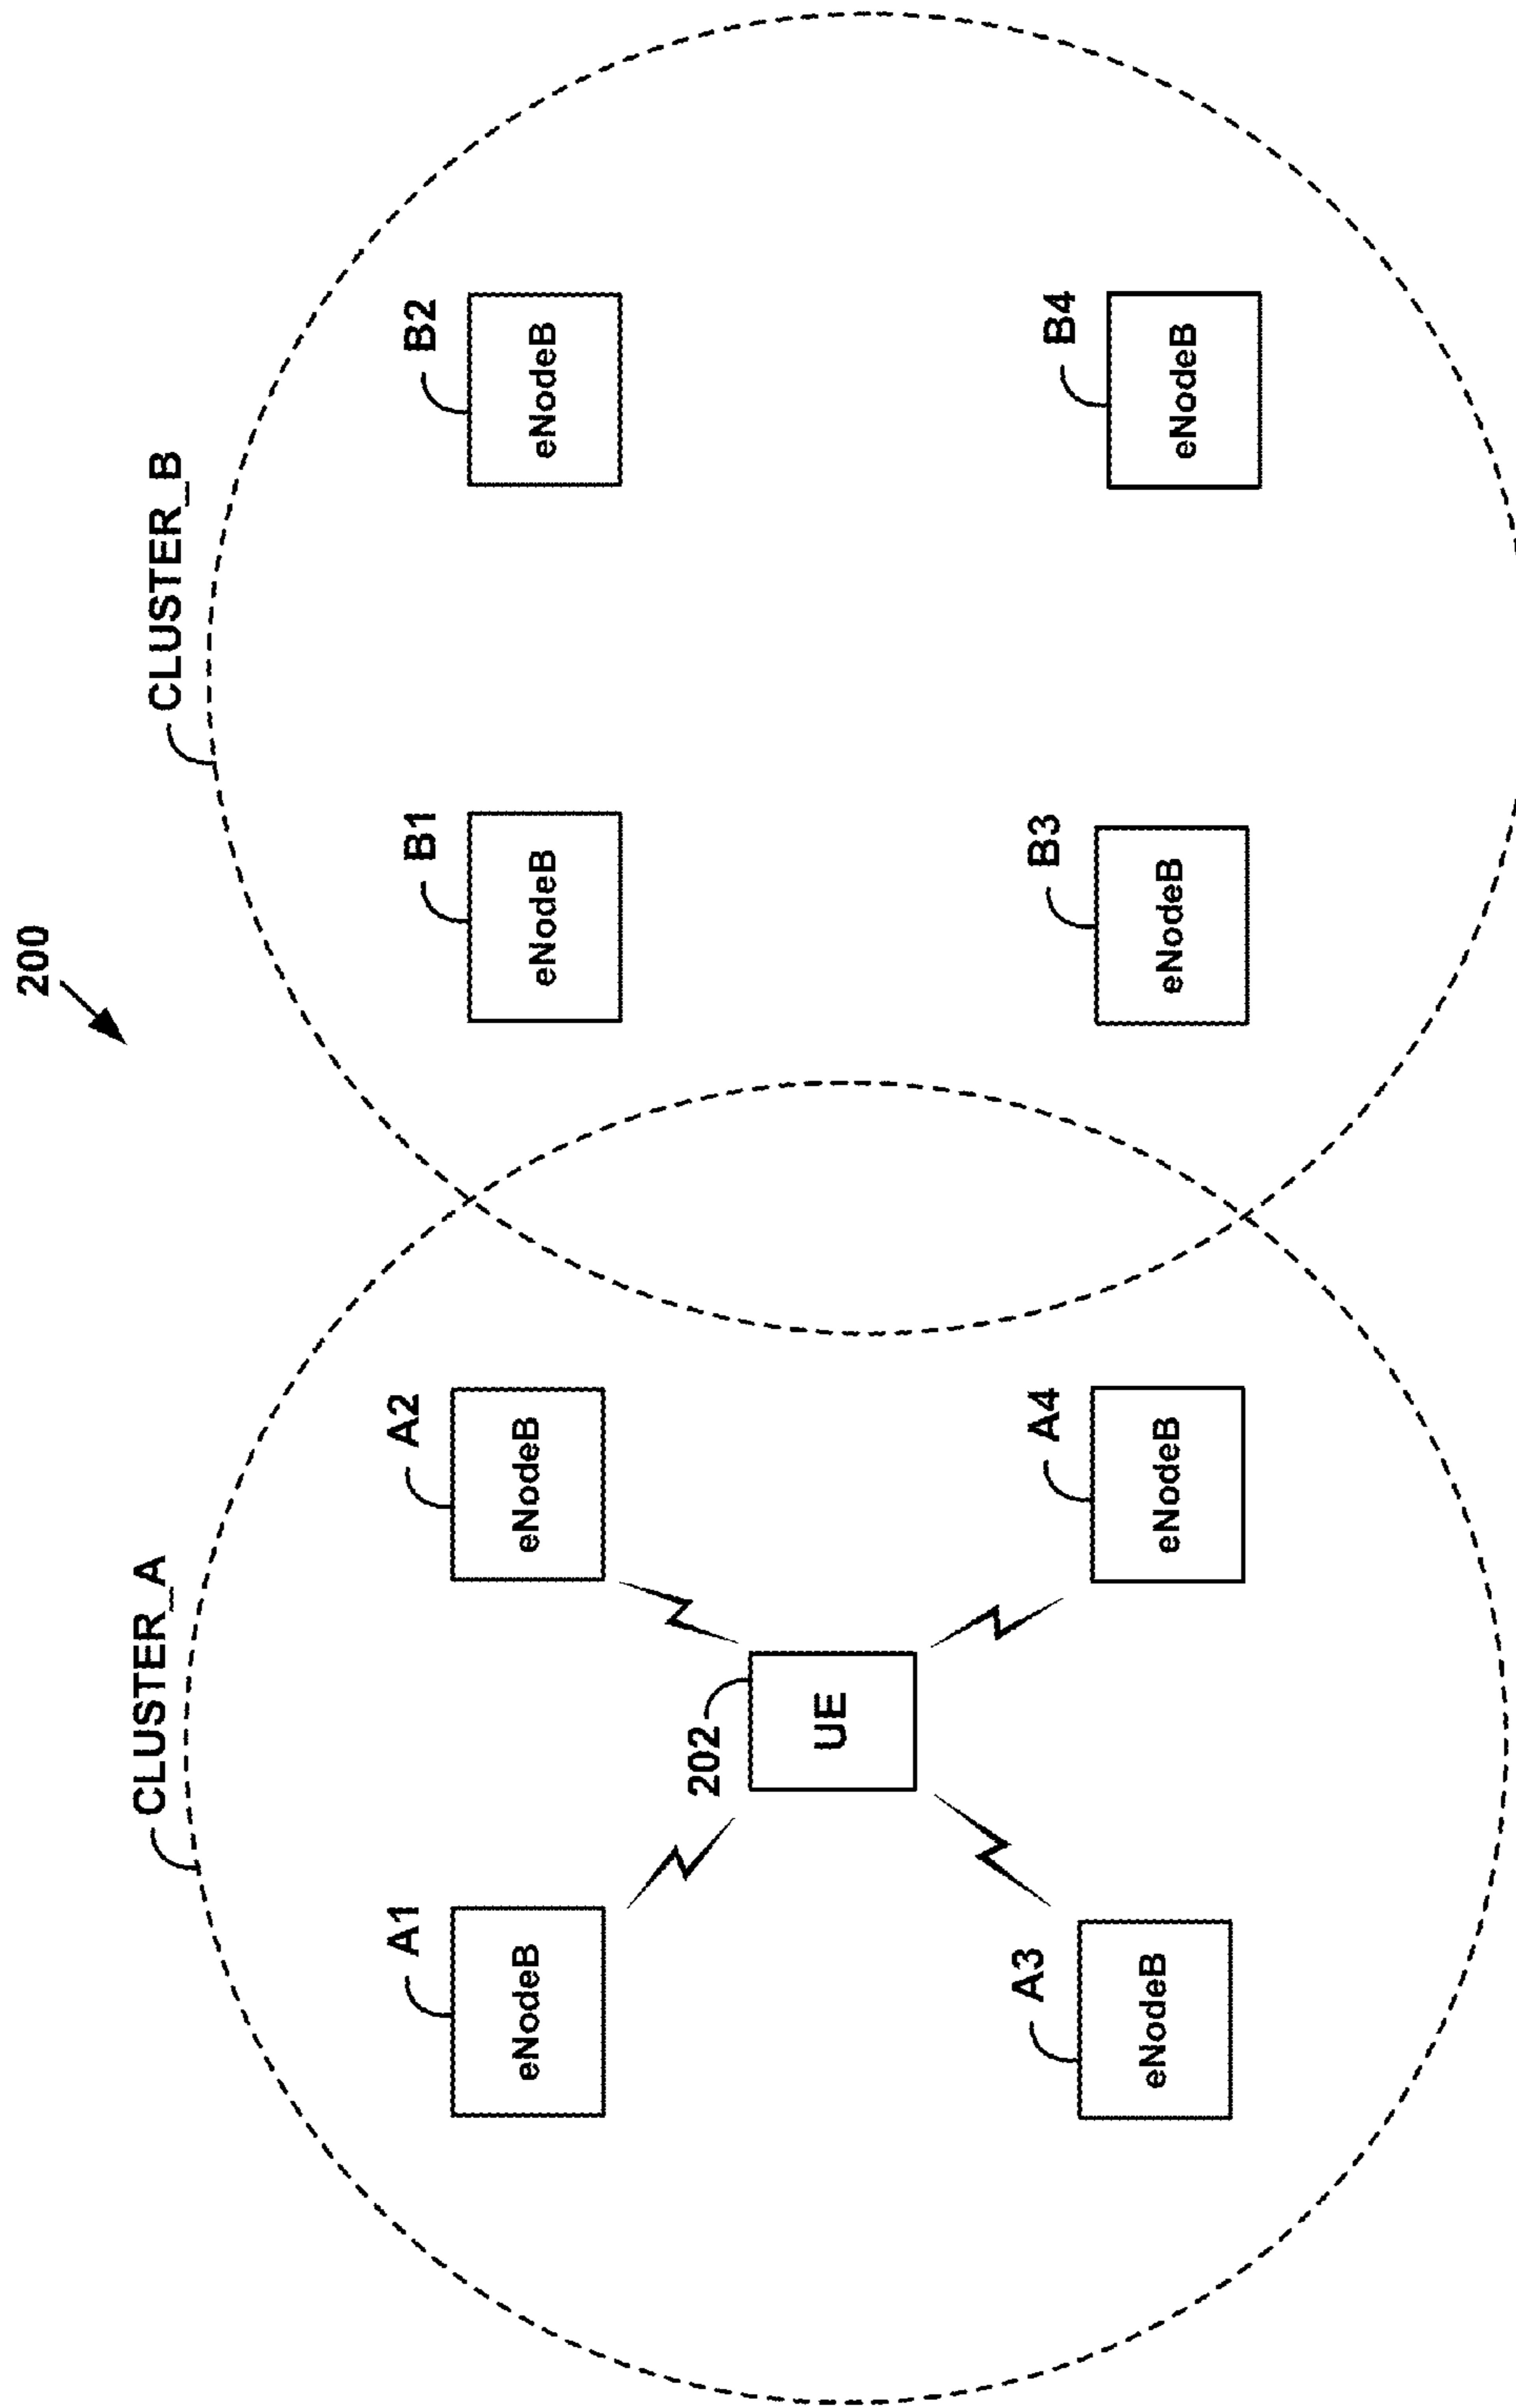 200
CLUSTER_A
CLUSTER_B
A1
eNodeB
A2
eNodeB
B1
eNodeB
B2
eNodeB
202
UE
A3
eNodeB
A4
eNodeB
B3
eNodeB
B4
eNodeB